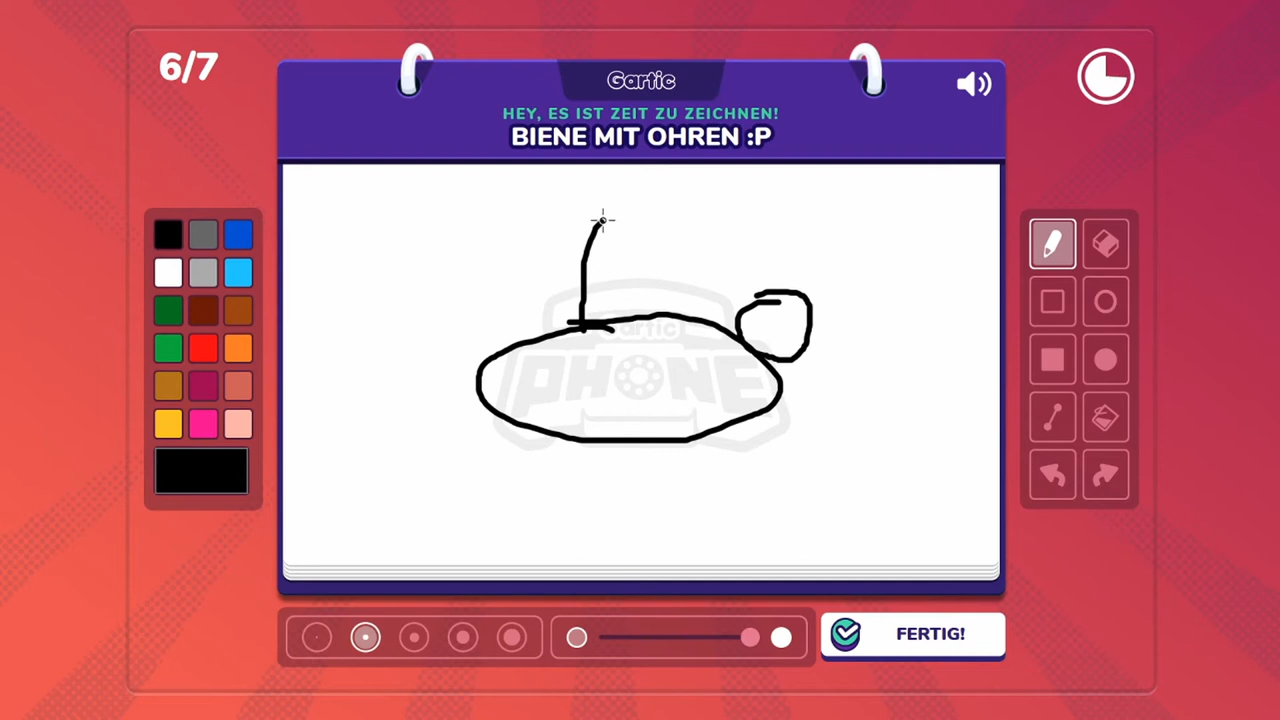 6/7
Gartic
HEY, ES IST ZEIT ZU ZEICHNEN!
BIENE MIT OHREN :P
Gartic
PHONE
FERTIG!